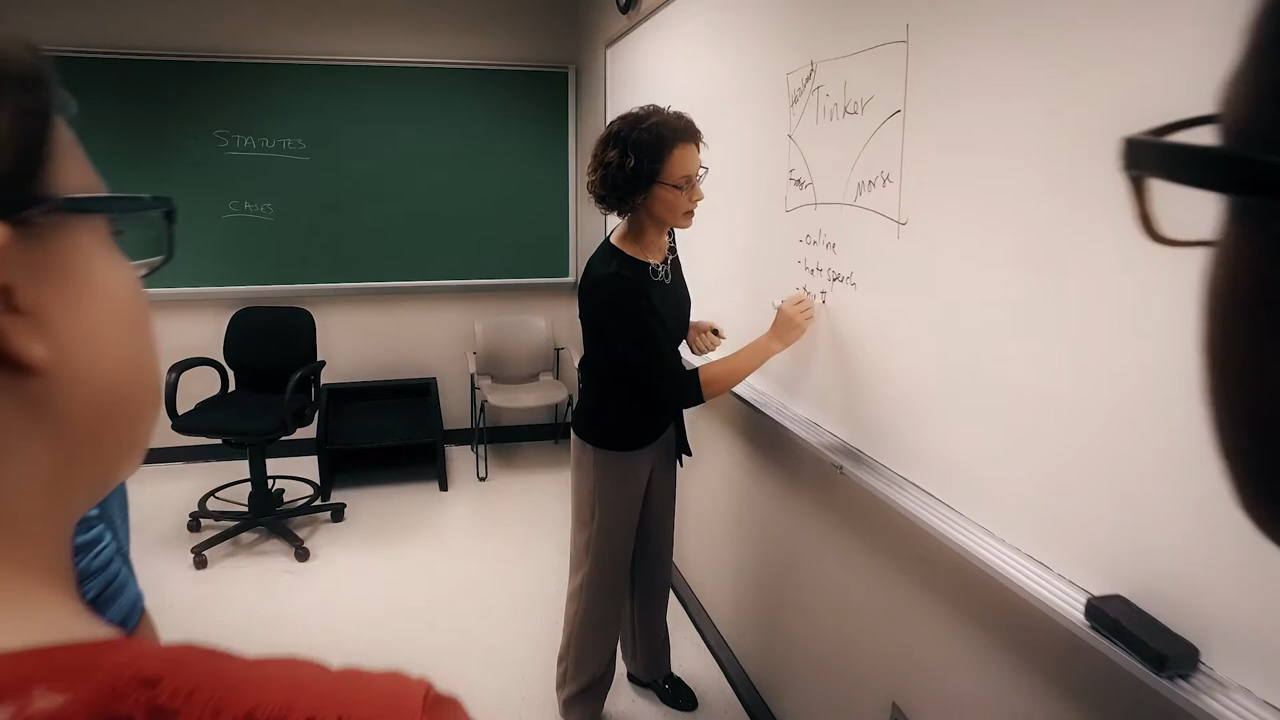 STATUTES
CASES
Tinker
Fraser
Morse
- Online
- hate speech